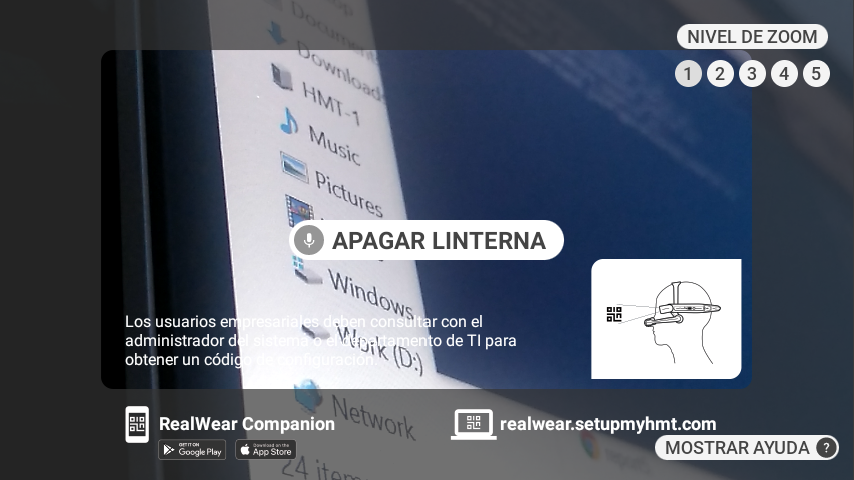 NIVEL DE ZOOM
1 2 3 4 5
Documents
Downloads
HMT-1
Music
Pictures
APAGAR LINTERNA
Windows
Los usuarios empresariales deben consultar con el
administrador del sistema o el departamento de TI para
obtener un código de configuración.
Work (D:)
Network
RealWear Companion
GET IT ON
Google Play
Download on the
App Store
realwear.setupmyhmt.com
MOSTRAR AYUDA ?
24 item